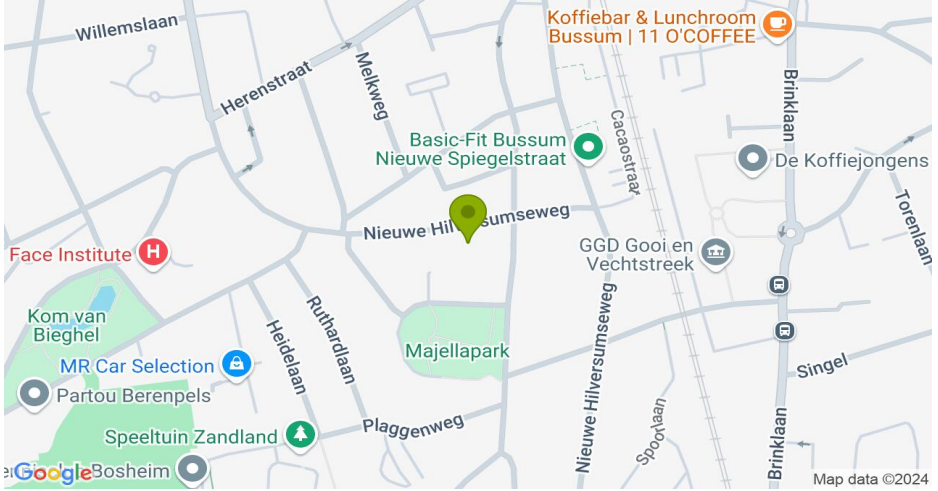 Willemslaan
Koffiebar & Lunchroom
Bussum | 11 O'COFFEE
Herenstraat
Melkweg
Brinklaan
Cacaostraat
Basic-Fit Bussum
Nieuwe Spiegelstraat
De Koffiejongens
Torenlaan
Nieuwe Hilversumseweg
Face Institute
GGD Gooi en
Vechtstreek
Kom van
Bieghel
Ruthardlaan
Heidelaan
Majellapark
Nieuwe Hilversumseweg
MR Car Selection
Singel
Partou Berenpels
Plaggenweg
Spoorlaan
Brinklaan
Speeltuin Zandland
Bosheim
Google
Map data ©2024